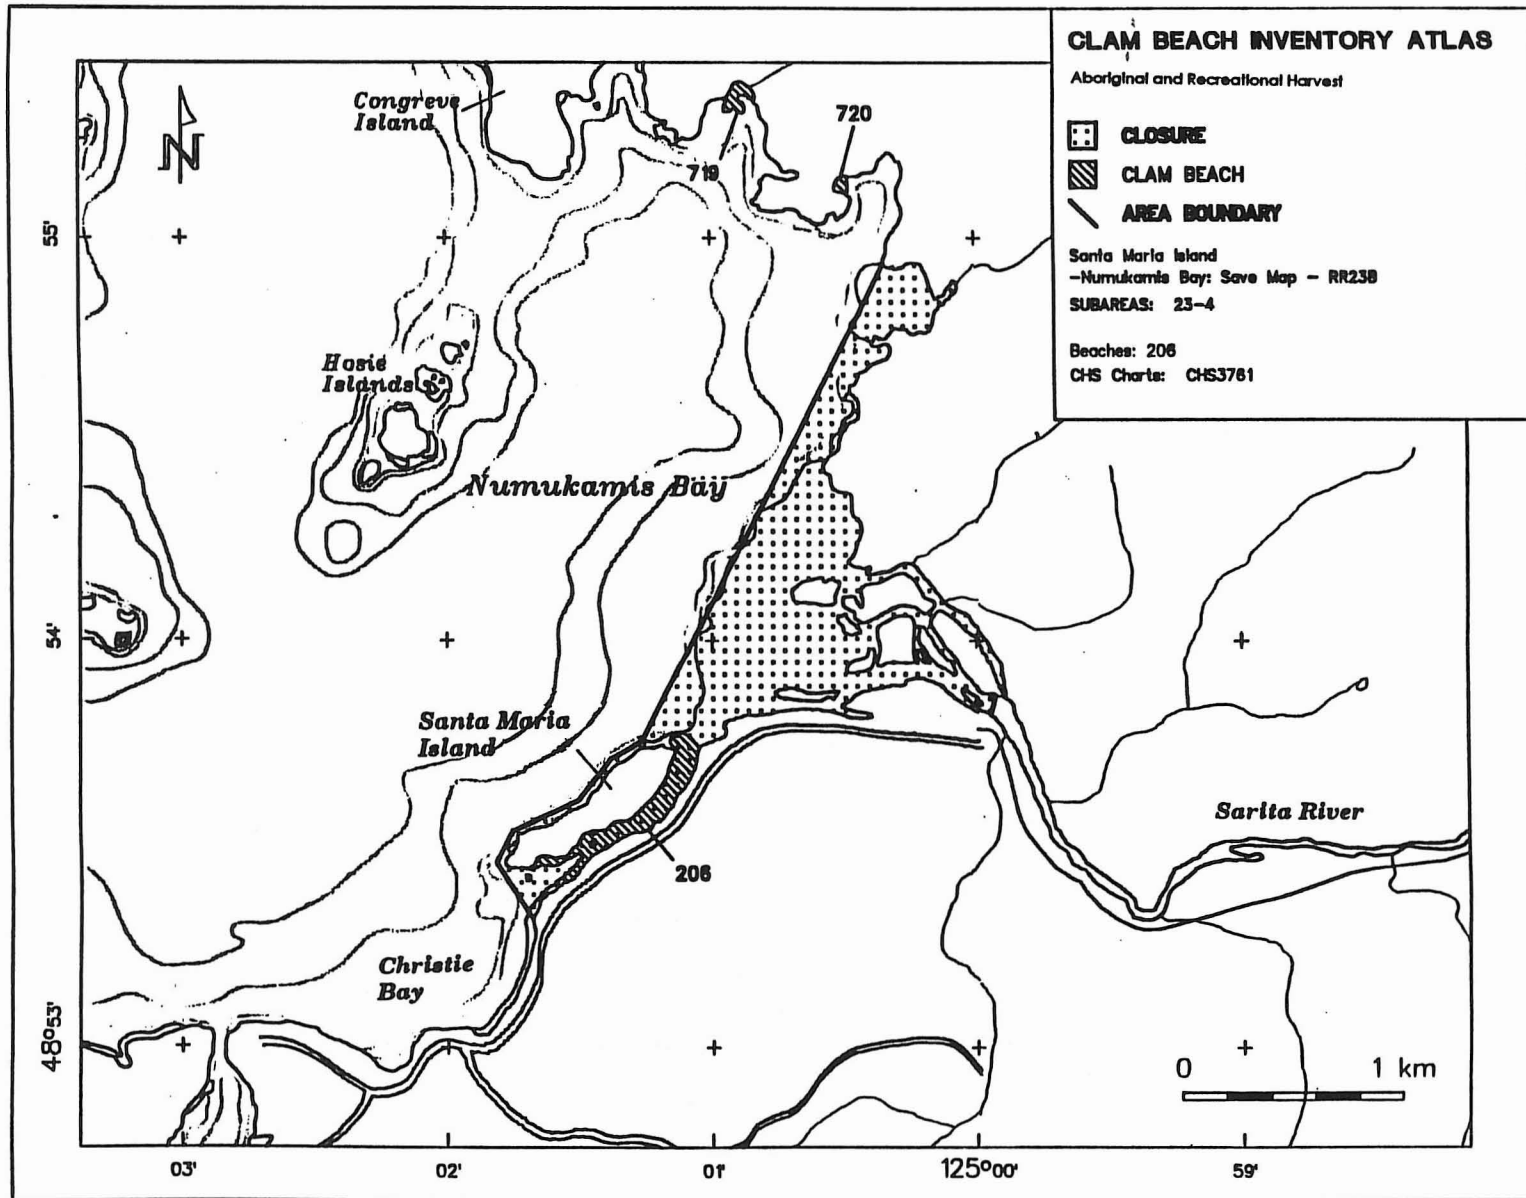 CLAM BEACH INVENTORY ATLAS
Aboriginal and Recreational Harvest
CLOSURE
CLAM BEACH
AREA BOUNDARY
Santa Maria Island
-Numukamis Bay: Save Map - RR23B
SUBAREAS: 23-4
Beaches: 206
CHS Charts: CHS3761
Congreve
Island
N
719
720
55'
Hosie
Islands
Numukamis Bay
54'
Santa Maria
Island
206
Sarita River
Christie
Bay
48°53'
0 1 km
03' 02' 01' 125°00' 59'